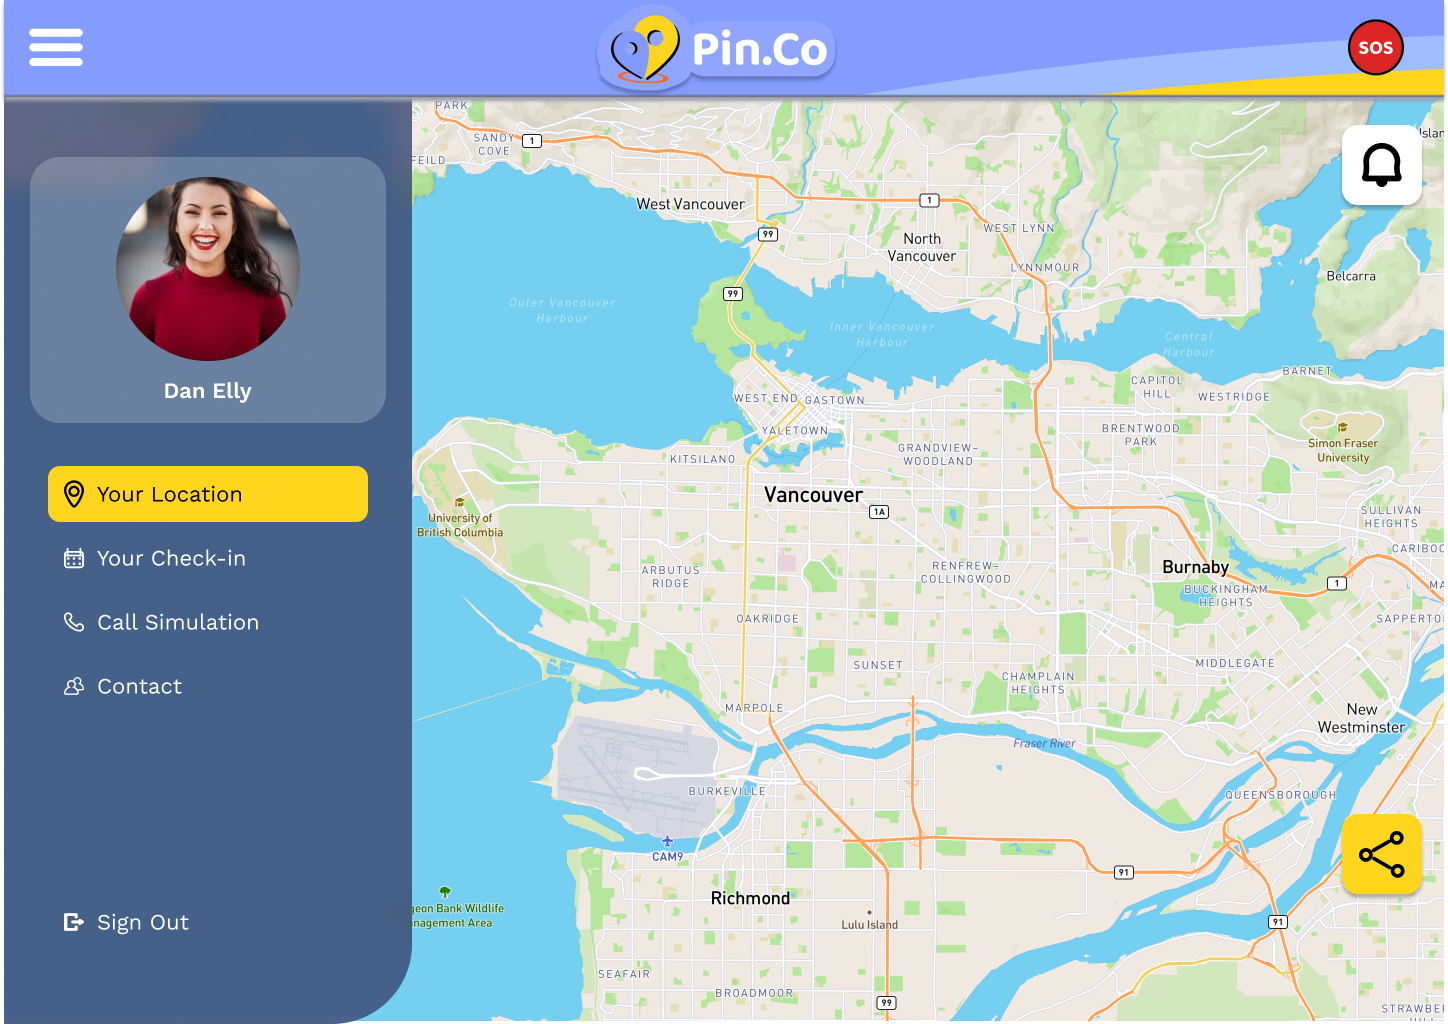 Pin.Co
SOS
Dan Elly
Your Location
Your Check-in
Call Simulation
Contact
Sign Out
PARK
SANDY
COVE
1
FEILD
West Vancouver
99
1
North
Vancouver
WEST LYNN
LYNNMOUR
Belcarra
99
Outer Vancouver
Harbour
Inner Vancouver
Harbour
Central
Harbour
BARNET
CAPITOL
HILL
WESTRIDGE
WEST END
GASTOWN
YALETOWN
BRENTWOOD
PARK
Simon Fraser
University
KITSILANO
GRANDVIEW-
WOODLAND
Vancouver
1A
University of
British Columbia
SULLIVAN
HEIGHTS
CARIBOO
ARBUTUS
RIDGE
RENFREW-
COLLINGWOOD
Burnaby
1
BUCKINGHAM
HEIGHTS
OAKRIDGE
SAPPERTO
SUNSET
MIDDLEGATE
CHAMPLAIN
HEIGHTS
MARPOLE
New
Westminster
Fraser River
BURKEVILLE
QUEENSBOROUGH
CAM9
91
Richmond
geon Bank Wildlife
nagement Area
Lulu Island
91
SEAFAIR
BROADMOOR
99
STRAWBE